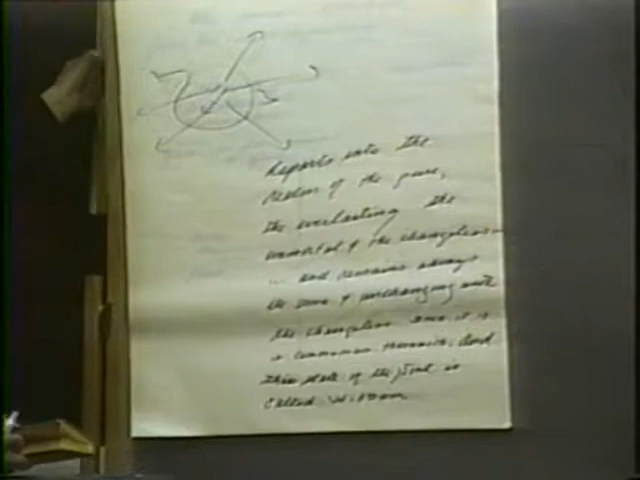 departs into the
realm of the pure,
the everlasting the
immortal & the changeless
... and remains always
the same & unchanging with
the changeless since it is
in communion therewith. And
this state of the Soul is
called Wisdom